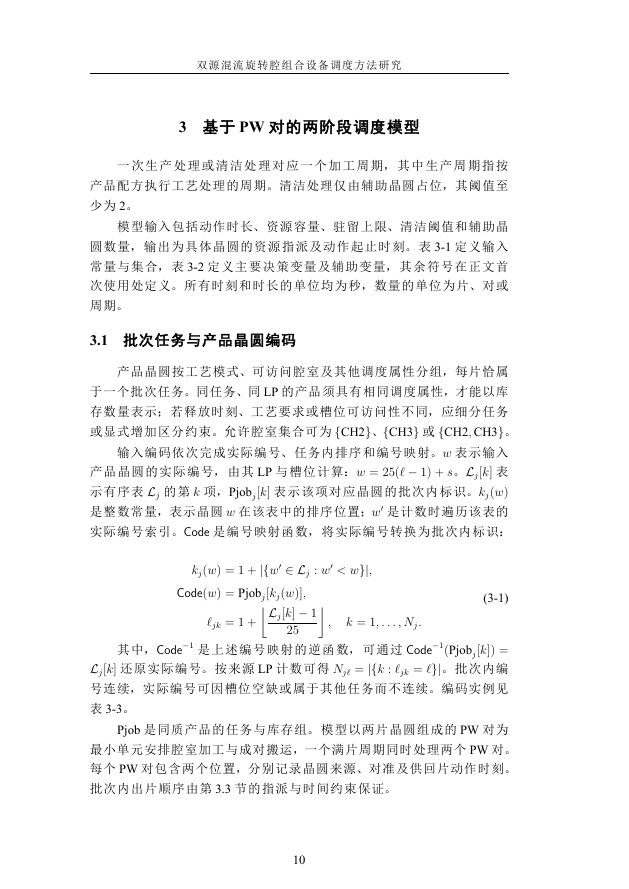 双源混流旋转腔组合设备调度方法研究
3 基于 PW 对的两阶段调度模型
一次生产处理或清洁处理对应一个加工周期，其中生产周期指按
产品配方执行工艺处理的周期。清洁处理仅由辅助晶圆占位，其阈值至
少为 2。
模型输入包括动作时长、资源容量、驻留上限、清洁阈值和辅助晶
圆数量，输出为具体晶圆的资源指派及动作起止时刻。表 3-1 定义输入
常量与集合，表 3-2 定义主要决策变量及辅助变量，其余符号在正文首
次使用处定义。所有时刻和时长的单位均为秒，数量的单位为片、对或
周期。
3.1 批次任务与产品晶圆编码
产品晶圆按工艺模式、可访问腔室及其他调度属性分组，每片恰属
于一个批次任务。同任务、同 LP 的产品须具有相同调度属性，才能以库
存数量表示；若释放时刻、工艺要求或槽位可访问性不同，应细分任务
或显式增加区分约束。允许腔室集合可为 {CH2}、{CH3} 或 {CH2, CH3}。
输入编码依次完成实际编号、任务内排序和编号映射。w 表示输入
产品晶圆的实际编号，由其 LP 与槽位计算：w = 25(ℓ − 1) + s。ℒⱼ[k] 表
示有序表 ℒⱼ 的第 k 项，Pjobⱼ[k] 表示该项对应晶圆的批次内标识。kⱼ(w)
是整数常量，表示晶圆 w 在该表中的排序位置；w′ 是计数时遍历该表的
实际编号索引。Code 是编号映射函数，将实际编号转换为批次内标识：
kⱼ(w) = 1 + |{w′ ∈ ℒⱼ : w′ < w}|,
Code(w) = Pjobⱼ[kⱼ(w)],
(3-1)
ℓⱼₖ = 1 + ⌊(ℒⱼ[k] − 1)/25⌋, k = 1, . . . , Nⱼ.
其中，Code⁻¹ 是上述编号映射的逆函数，可通过 Code⁻¹(Pjobⱼ[k]) =
ℒⱼ[k] 还原实际编号。按来源 LP 计数可得 Nⱼℓ = |{k : ℓⱼₖ = ℓ}|。批次内编
号连续，实际编号可因槽位空缺或属于其他任务而不连续。编码实例见
表 3-3。
Pjob 是同质产品的任务与库存组。模型以两片晶圆组成的 PW 对为
最小单元安排腔室加工与成对搬运，一个满片周期同时处理两个 PW 对。
每个 PW 对包含两个位置，分别记录晶圆来源、对准及供回片动作时刻。
批次内出片顺序由第 3.3 节的指派与时间约束保证。
10